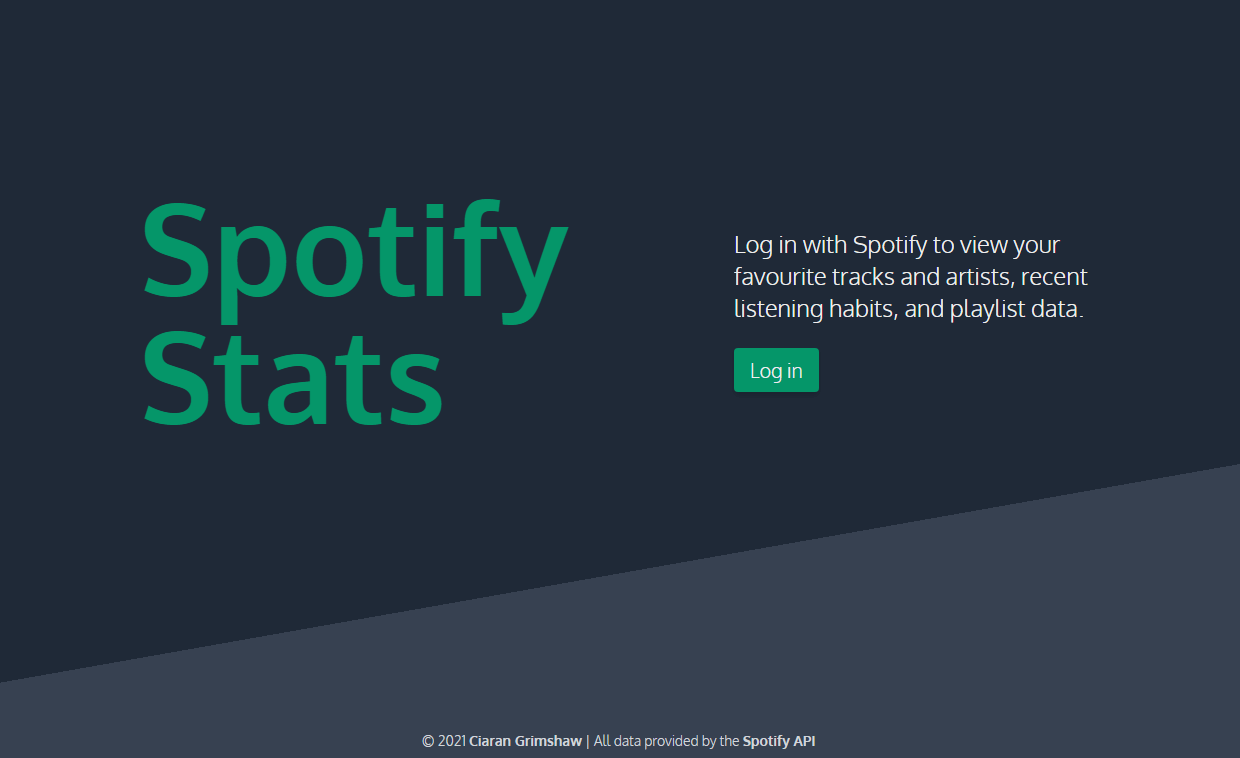 Spotify
Stats
Log in with Spotify to view your
favourite tracks and artists, recent
listening habits, and playlist data.
Log in
© 2021 Ciaran Grimshaw | All data provided by the Spotify API